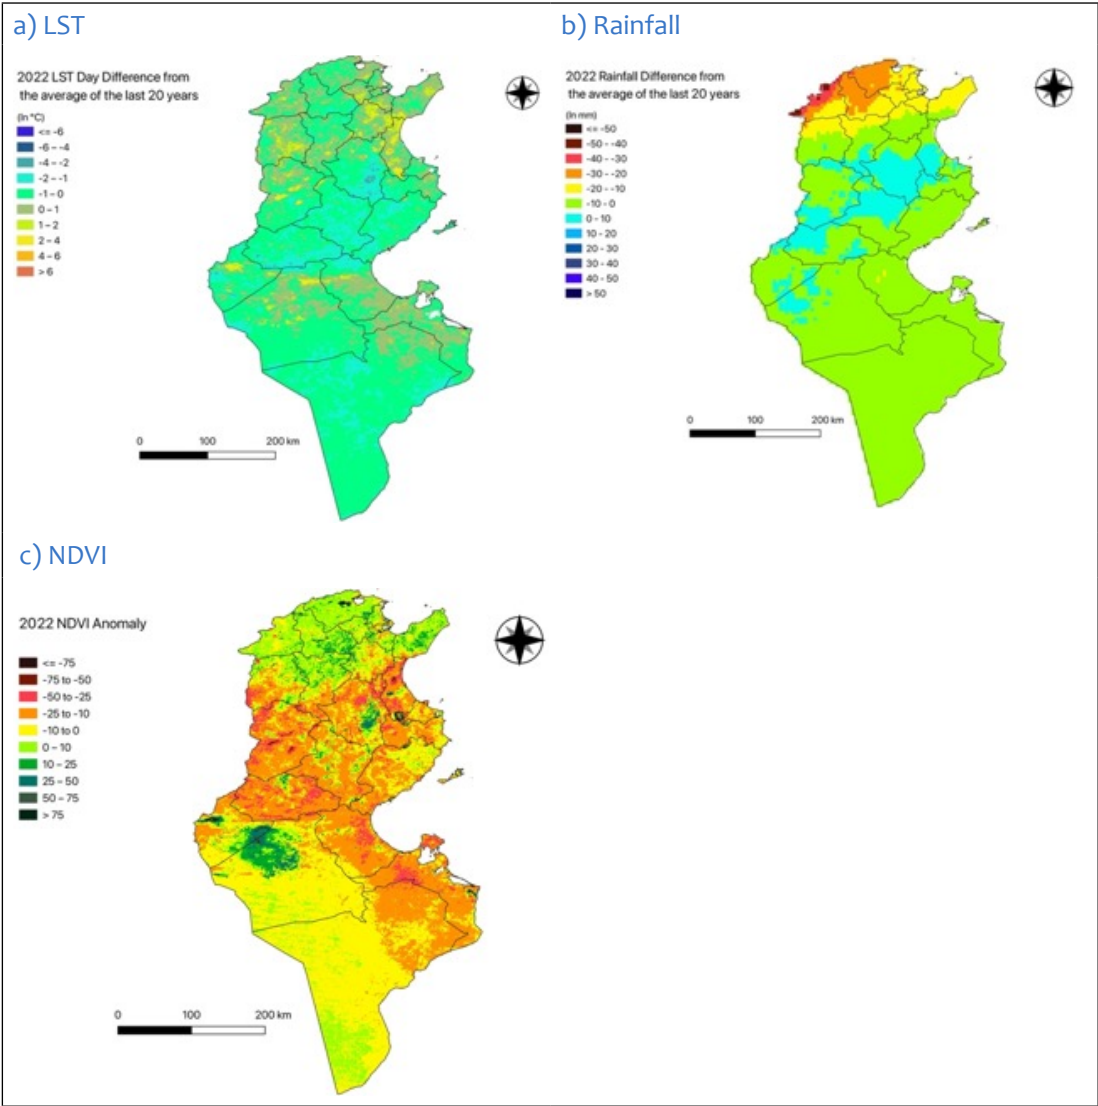 a) LST
2022 LST Day Difference from
the average of the last 20 years
(In °C)
<= -6
-6 – -4
-4 – -2
-2 – -1
-1 – 0
0 – 1
1 – 2
2 – 4
4 – 6
> 6
0 100 200 km
b) Rainfall
2022 Rainfall Difference from
the average of the last 20 years
(In mm)
<= -50
-50 - -40
-40 - -30
-30 - -20
-20 - -10
-10 - 0
0 - 10
10 - 20
20 - 30
30 - 40
40 - 50
> 50
0 100 200 km
c) NDVI
2022 NDVI Anomaly
<= -75
-75 to -50
-50 to -25
-25 to -10
-10 to 0
0 – 10
10 – 25
25 – 50
50 – 75
> 75
0 100 200 km